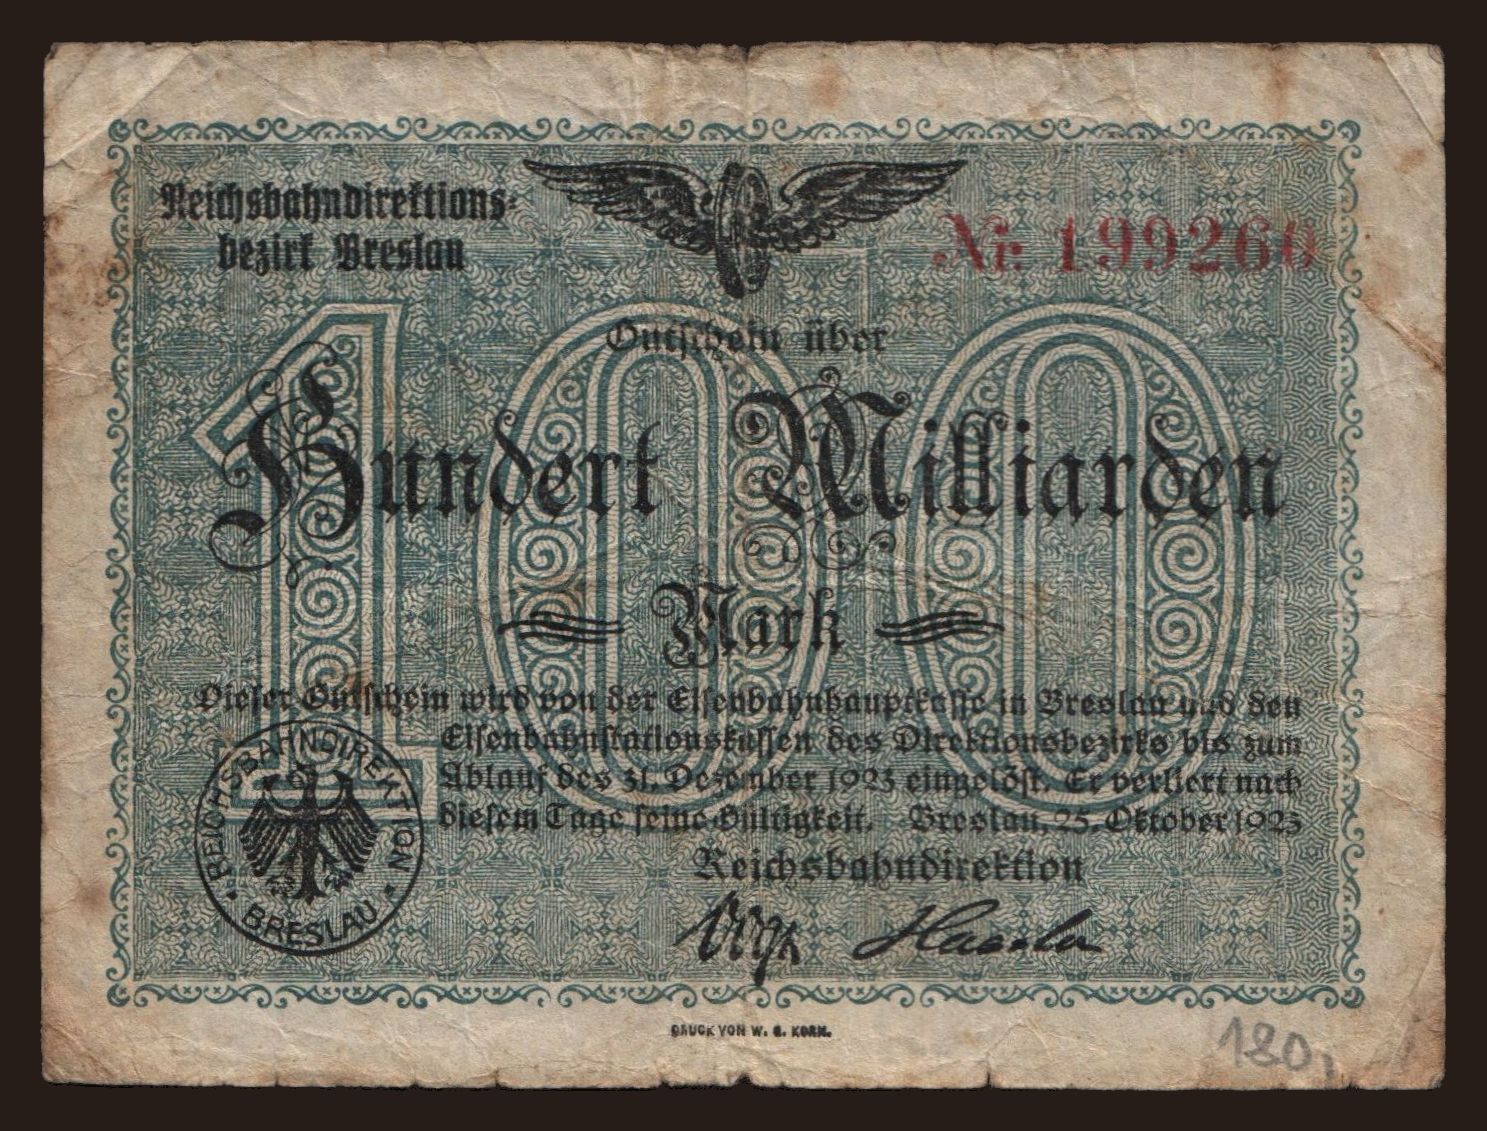 Reichsbahndirektions-
bezirk Breslau
Nr. 199260
100
Gutschein über
Hundert Milliarden
Mark
Dieser Gutschein wird von der Eisenbahnhauptkasse in Breslau und den
Eisenbahnstationskassen des Direktionsbezirks bis zum
Ablauf des 31. Dezember 1923 eingelöst. Er verliert nach
diesem Tage seine Gültigkeit. Breslau, 25. Oktober 1923
Reichsbahndirektion
REICHSBAHNDIREKTION
BRESLAU
DRUCK VON W. G. KORN.
180,